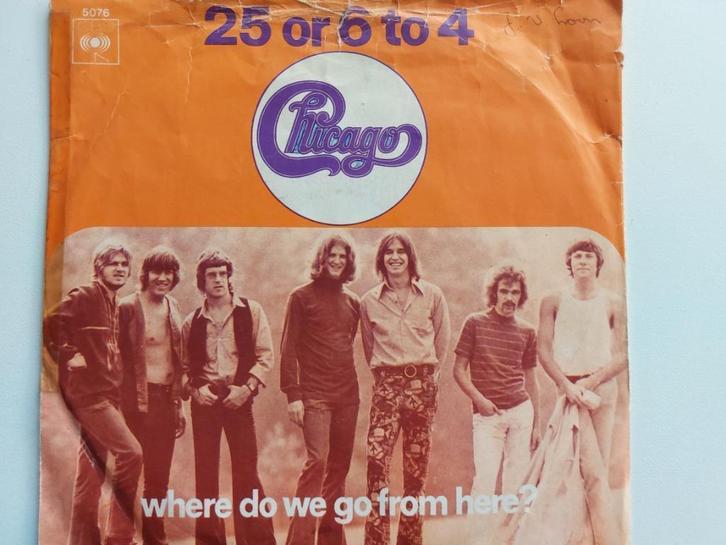 5076
25 or 6 to 4
Chicago
where do we go from here?